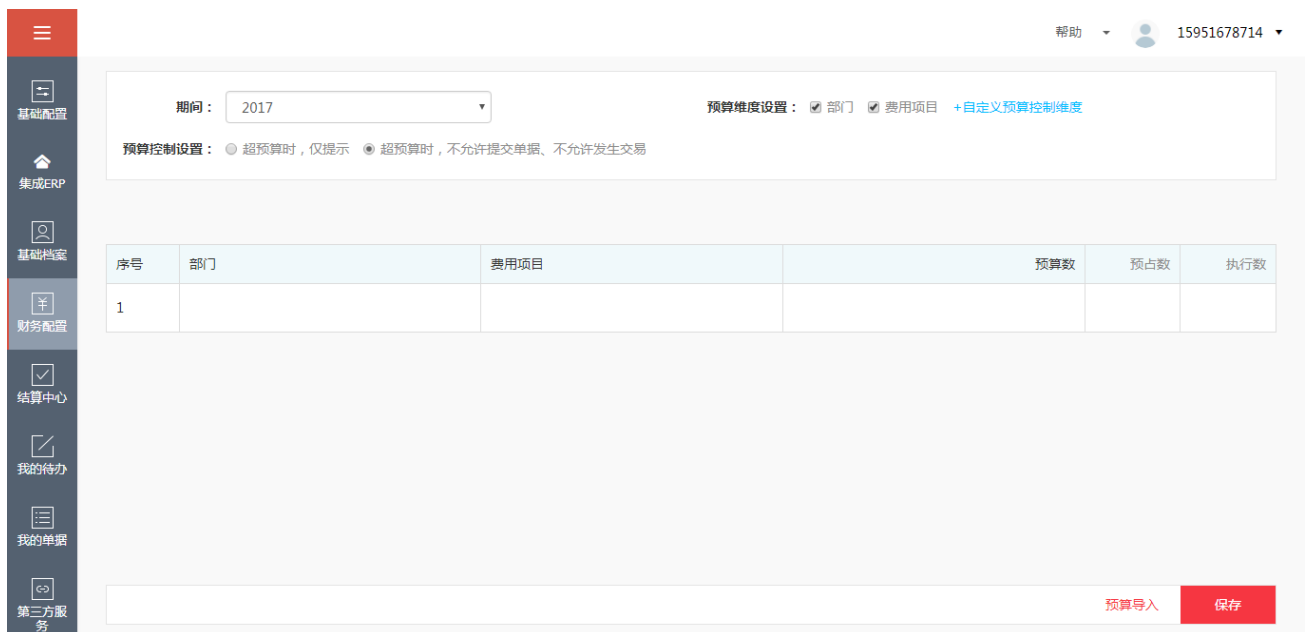 帮助
15951678714
基础配置
集成ERP
基础档案
财务配置
结算中心
我的待办
我的单据
第三方服
务
期间： 2017
预算维度设置： 部门 费用项目 +自定义预算控制维度
预算控制设置： 超预算时，仅提示 超预算时，不允许提交单据、不允许发生交易
序号 部门 费用项目 预算数 预占数 执行数
1
预算导入 保存